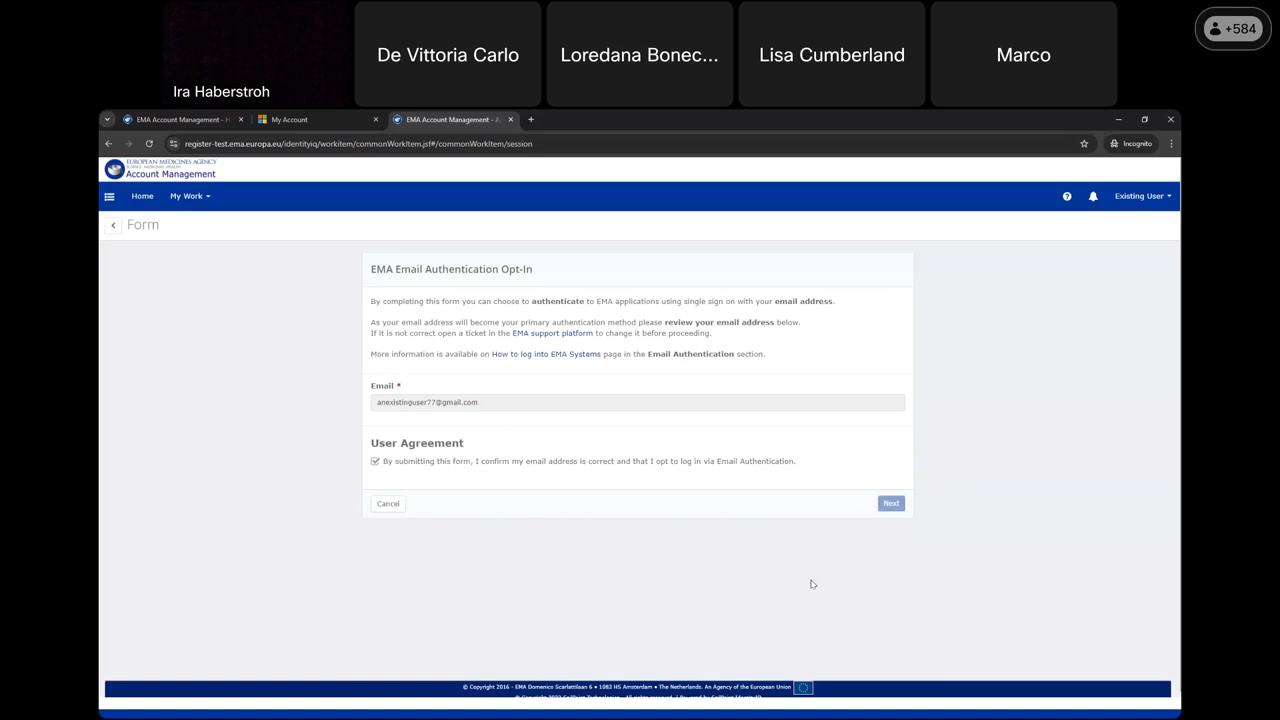 De Vittoria Carlo
Loredana Bonec...
Lisa Cumberland
Marco
+584
Ira Haberstroh
EMA Account Management - H
My Account
EMA Account Management - A
register-test.ema.europa.eu/identityiq/workitem/commonWorkItem.jsf#/commonWorkItem/session
Incognito
EUROPEAN MEDICINES AGENCY
SCIENCE MEDICINES HEALTH
Account Management
Home
My Work
Existing User
Form
EMA Email Authentication Opt-In
By completing this form you can choose to authenticate to EMA applications using single sign on with your email address.
As your email address will become your primary authentication method please review your email address below.
If it is not correct open a ticket in the EMA support platform to change it before proceeding.
More information is available on How to log into EMA Systems page in the Email Authentication section.
Email *
anexistinguser77@gmail.com
User Agreement
By submitting this form, I confirm my email address is correct and that I opt to log in via Email Authentication.
Cancel
Next
© Copyright 2016 - EMA Domenico Scarlattilaan 6 • 1083 HS Amsterdam • The Netherlands. An Agency of the European Union